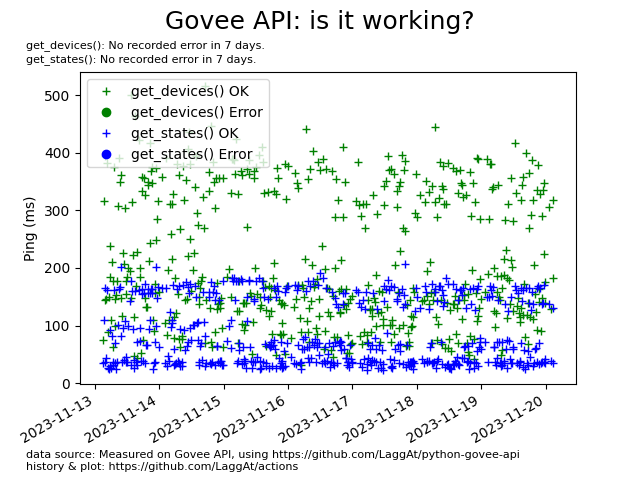 Govee API: is it working?
get_devices(): No recorded error in 7 days.
get_states(): No recorded error in 7 days.
get_devices() OK
get_devices() Error
get_states() OK
get_states() Error
Ping (ms)
500
400
300
200
100
0
2023-11-13
2023-11-14
2023-11-15
2023-11-16
2023-11-17
2023-11-18
2023-11-19
2023-11-20
data source: Measured on Govee API, using https://github.com/LaggAt/python-govee-api
history & plot: https://github.com/LaggAt/actions